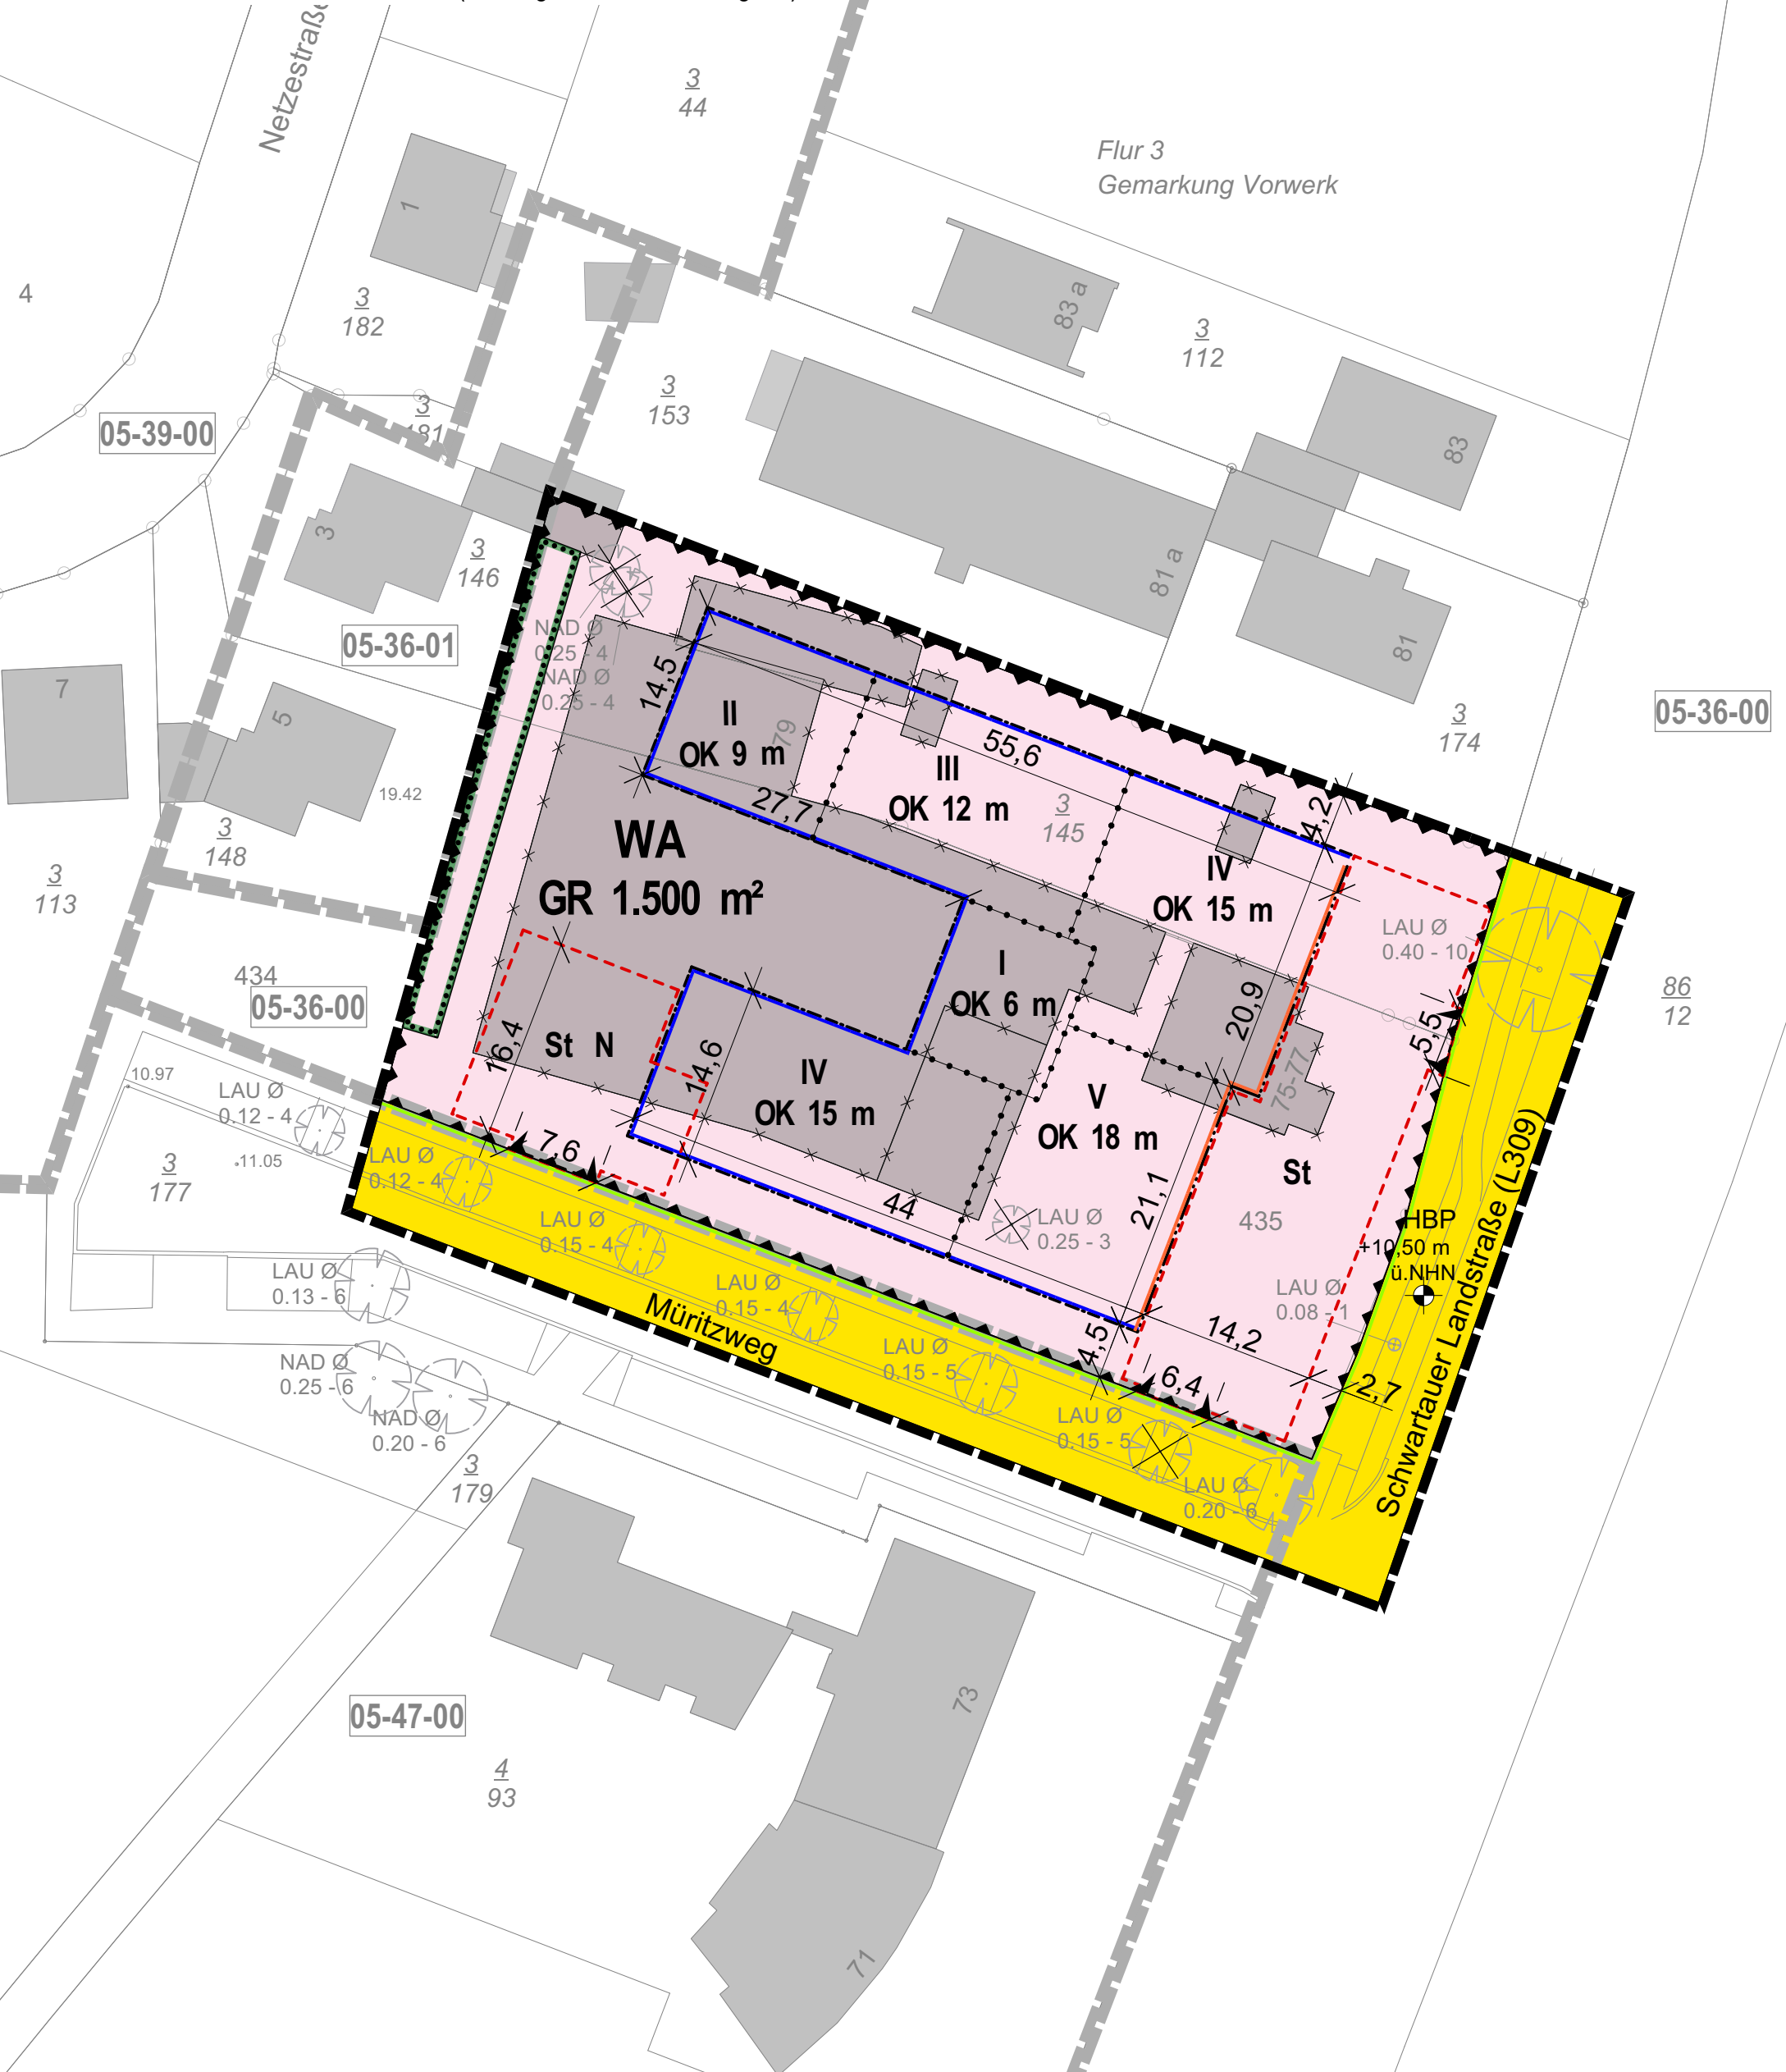 Netzestraße
3
44
Flur 3
Gemarkung Vorwerk
1
4
3
182
83 a
3
112
3
153
3
181
05-39-00
83
3
3
146
81 a
81
05-36-01
NAD Ø
0.25 - 4
NAD Ø
0.25 - 4
14,5
7
5
II
OK 9 m
79
55,6
3
174
05-36-00
19.42
27,7
III
OK 12 m
3
145
4,2
3
148
WA
GR 1.500 m²
IV
OK 15 m
3
113
LAU Ø
0.40 - 10
434
05-36-00
I
OK 6 m
20,9
86
12
16,4
St N
14,6
5,5
10.97
LAU Ø
0.12 - 4
IV
OK 15 m
V
OK 18 m
75-77
7,6
LAU Ø
0.12 - 4
3
177
11.05
St
44
21,1
LAU Ø
0.15 - 4
LAU Ø
0.25 - 3
435
HBP
+10,50 m
ü.NHN
LAU Ø
0.13 - 6
LAU Ø
0.15 - 4
LAU Ø
0.08 - 1
Müritzweg
Schwartauer Landstraße (L309)
14,2
4,5
LAU Ø
0.15 - 5
NAD Ø
0.25 - 6
6,4
2,7
NAD Ø
0.20 - 6
LAU Ø
0.15 - 5
3
179
LAU Ø
0.20 - 6
73
05-47-00
4
93
71